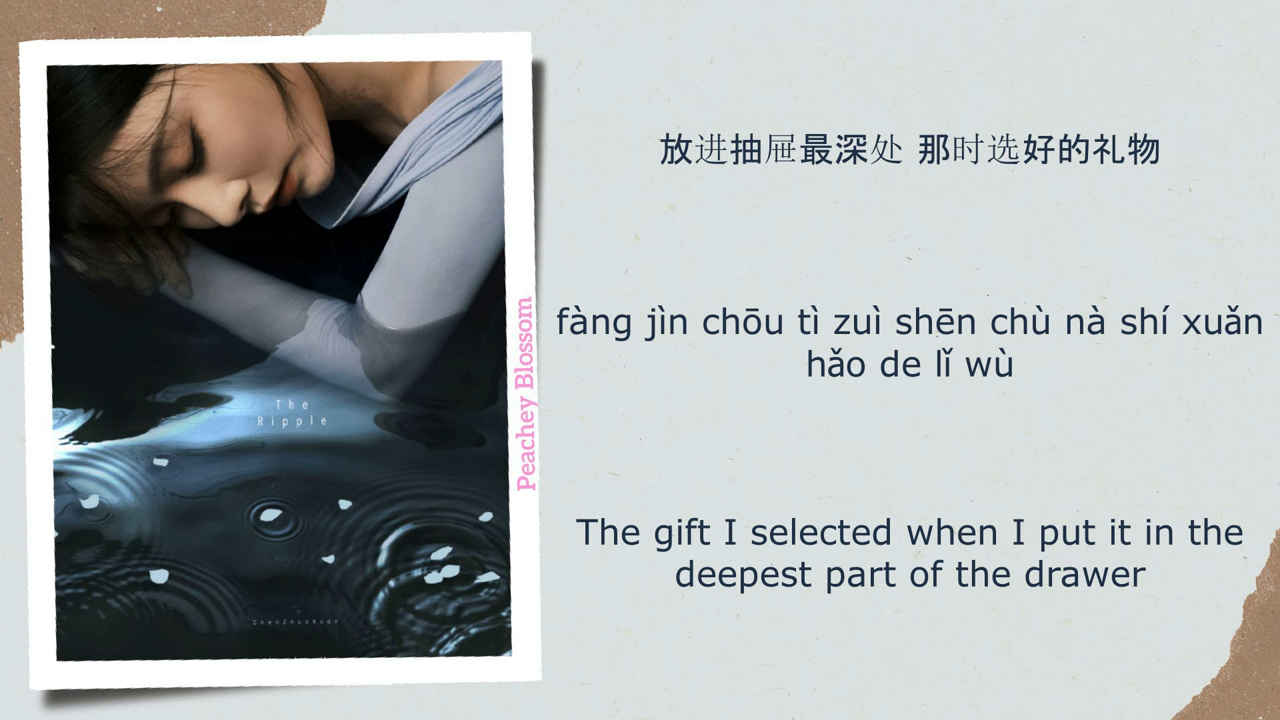 放进抽屉最深处 那时选好的礼物
fàng jìn chōu tì zuì shēn chù nà shí xuǎn
hǎo de lǐ wù
The gift I selected when I put it in the
deepest part of the drawer
Peachey Blossom
The
Ripple
ChenZhuoXuan